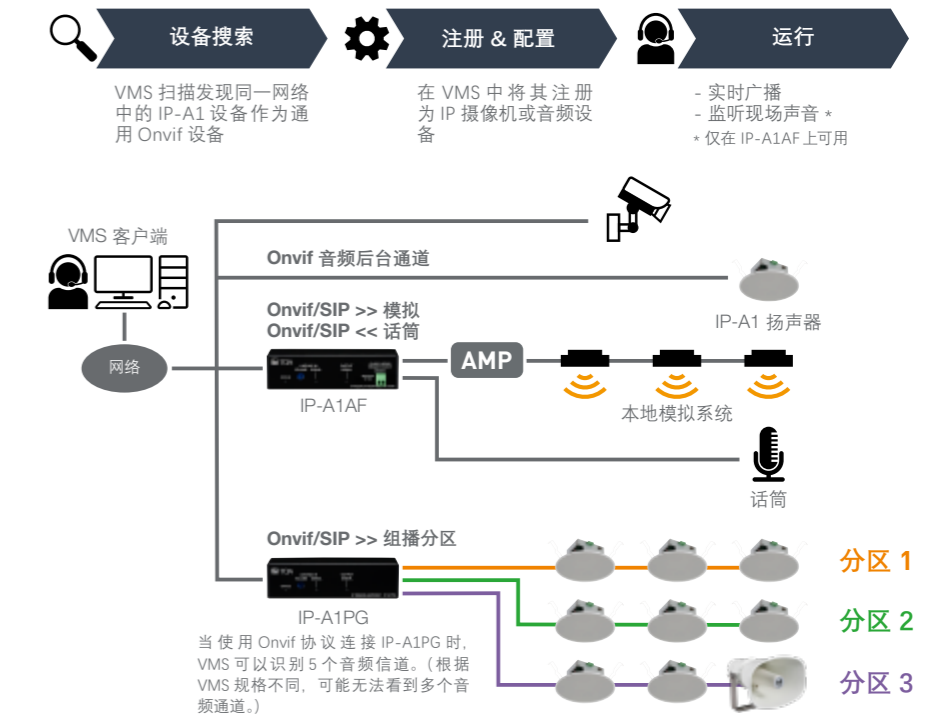 设备搜索
注册 & 配置
运行
VMS 扫描发现同一网络
中的 IP-A1 设备作为通
用 Onvif 设备
在 VMS 中将其注册
为 IP 摄像机或音频设
备
- 实时广播
- 监听现场声音 *
* 仅在 IP-A1AF 上可用
VMS 客户端
网络
Onvif 音频后台通道
IP-A1 扬声器
Onvif/SIP >> 模拟
Onvif/SIP << 话筒
IP-A1AF
AMP
本地模拟系统
话筒
Onvif/SIP >> 组播分区
IP-A1PG
当使用 Onvif 协议连接 IP-A1PG 时,
VMS 可以识别 5 个音频信道。（根据
VMS 规格不同，可能无法看到多个音
频通道。）
分区 1
分区 2
分区 3